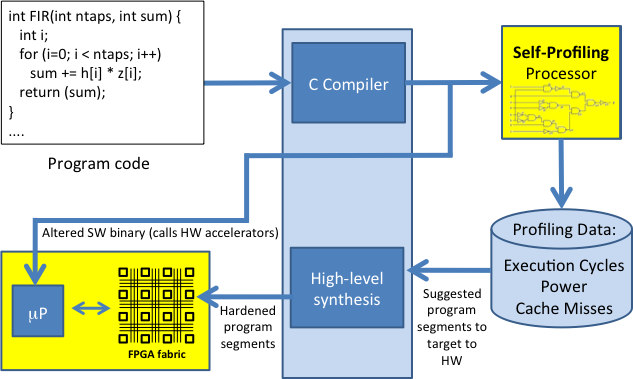 int FIR(int ntaps, int sum) {
int i;
for (i=0; i < ntaps; i++)
sum += h[i] * z[i];
return (sum);
}
....
Program code
C Compiler
Self-Profiling
Processor
Profiling Data:
Execution Cycles
Power
Cache Misses
Altered SW binary (calls HW accelerators)
μP
FPGA fabric
Hardened
program
segments
High-level
synthesis
Suggested
program
segments to
target to
HW